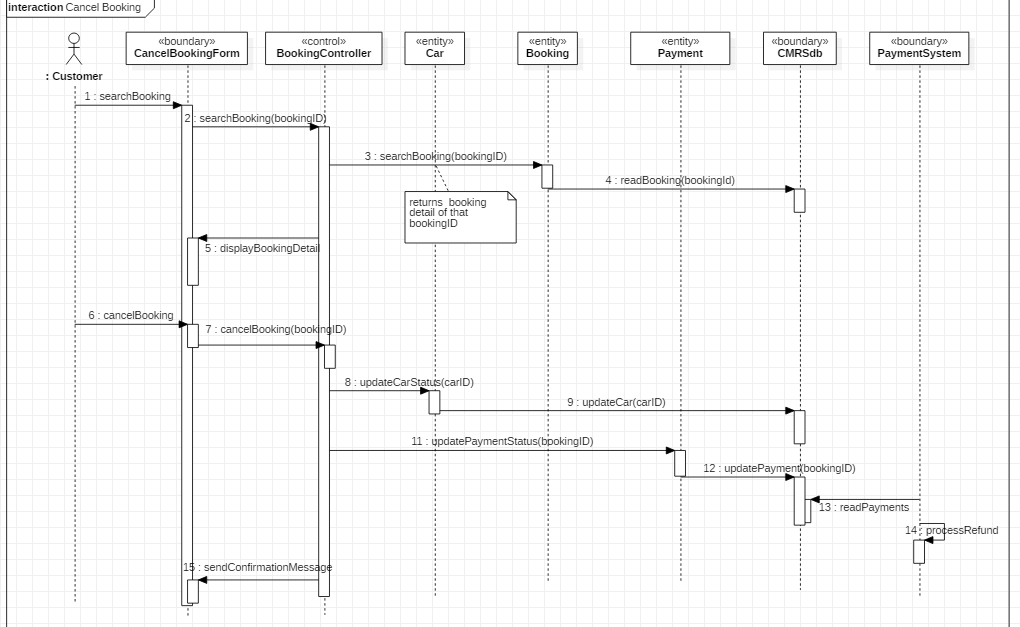 interaction Cancel Booking
: Customer
«boundary»
CancelBookingForm
«control»
BookingController
«entity»
Car
«entity»
Booking
«entity»
Payment
«boundary»
CMRSdb
«boundary»
PaymentSystem
1 : searchBooking
2 : searchBooking(bookingID)
3 : searchBooking(bookingID)
4 : readBooking(bookingId)
returns  booking
detail of that
bookingID
5 : displayBookingDetail
6 : cancelBooking
7 : cancelBooking(bookingID)
8 : updateCarStatus(carID)
9 : updateCar(carID)
11 : updatePaymentStatus(bookingID)
12 : updatePayment(bookingID)
13 : readPayments
14 : processRefund
15 : sendConfirmationMessage